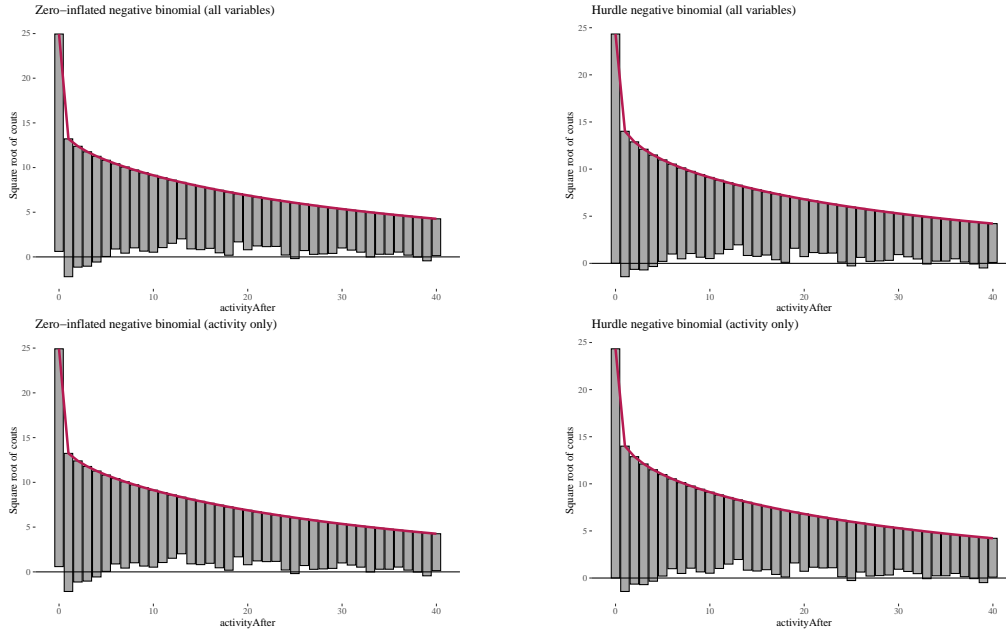 Zero−inflated negative binomial (all variables)
25
20
15
10
5
0
Square root of couts
0 10 20 30 40
activityAfter
Hurdle negative binomial (all variables)
25
20
15
10
5
0
Square root of couts
0 10 20 30 40
activityAfter
Zero−inflated negative binomial (activity only)
25
20
15
10
5
0
Square root of couts
0 10 20 30 40
activityAfter
Hurdle negative binomial (activity only)
25
20
15
10
5
0
Square root of couts
0 10 20 30 40
activityAfter